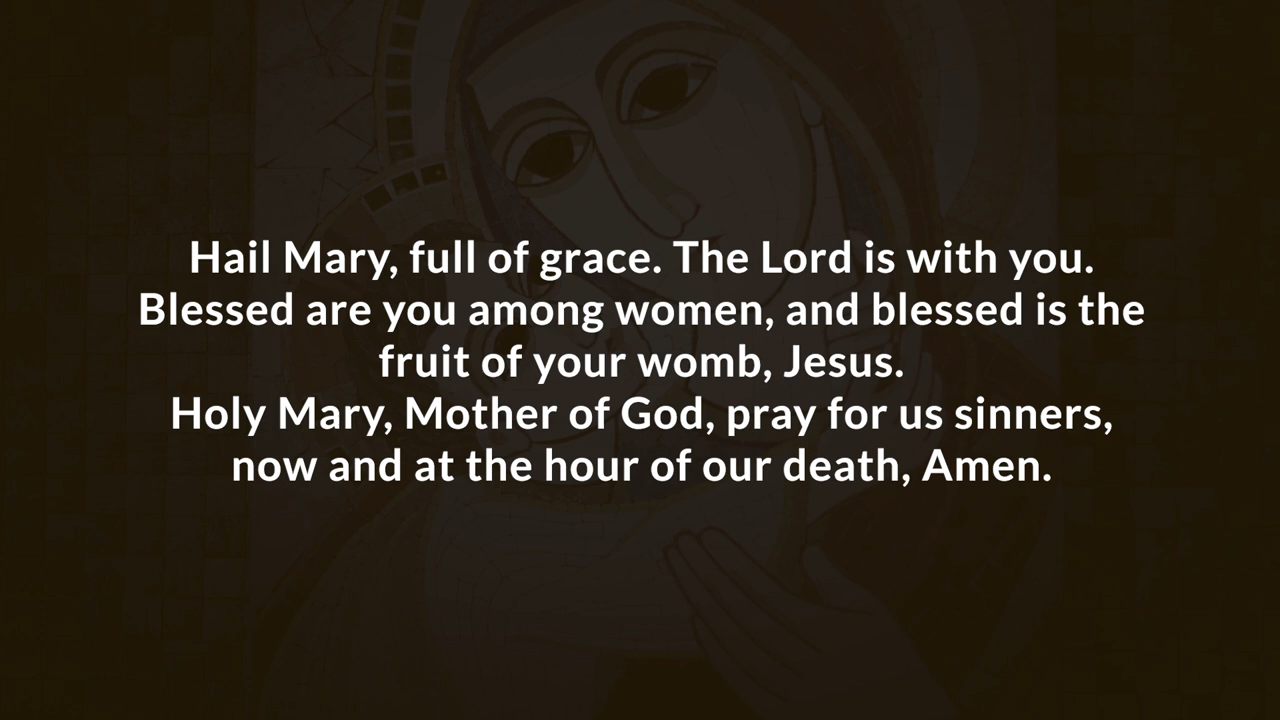 Hail Mary, full of grace. The Lord is with you.
Blessed are you among women, and blessed is the
fruit of your womb, Jesus.
Holy Mary, Mother of God, pray for us sinners,
now and at the hour of our death, Amen.